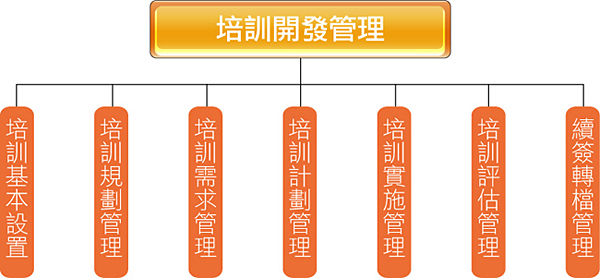 培訓開發管理
培訓基本設置
培訓規劃管理
培訓需求管理
培訓計劃管理
培訓實施管理
培訓評估管理
續簽轉檔管理